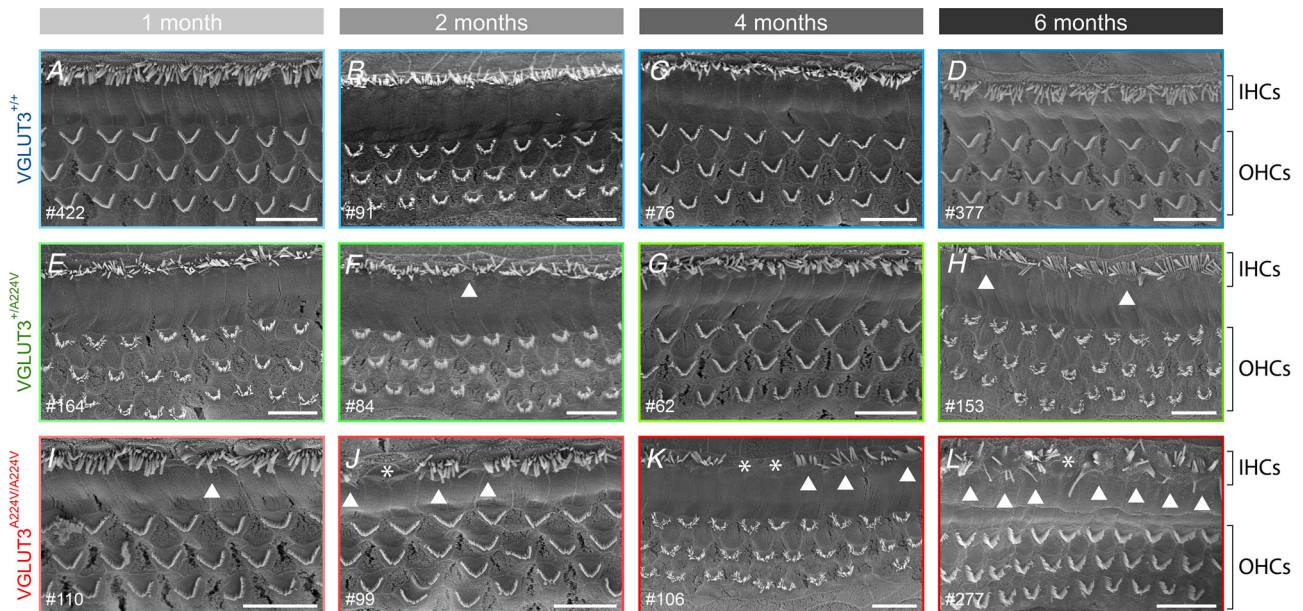 1 month 2 months 4 months 6 months
VGLUT3+/+
A B C D
IHCs
OHCs
#422 #91 #76 #377
VGLUT3+/A224V
E F G H
IHCs
OHCs
#164 #84 #62 #153
VGLUT3A224V/A224V
I J K L
* * * *
IHCs
OHCs
#110 #99 #106 #277